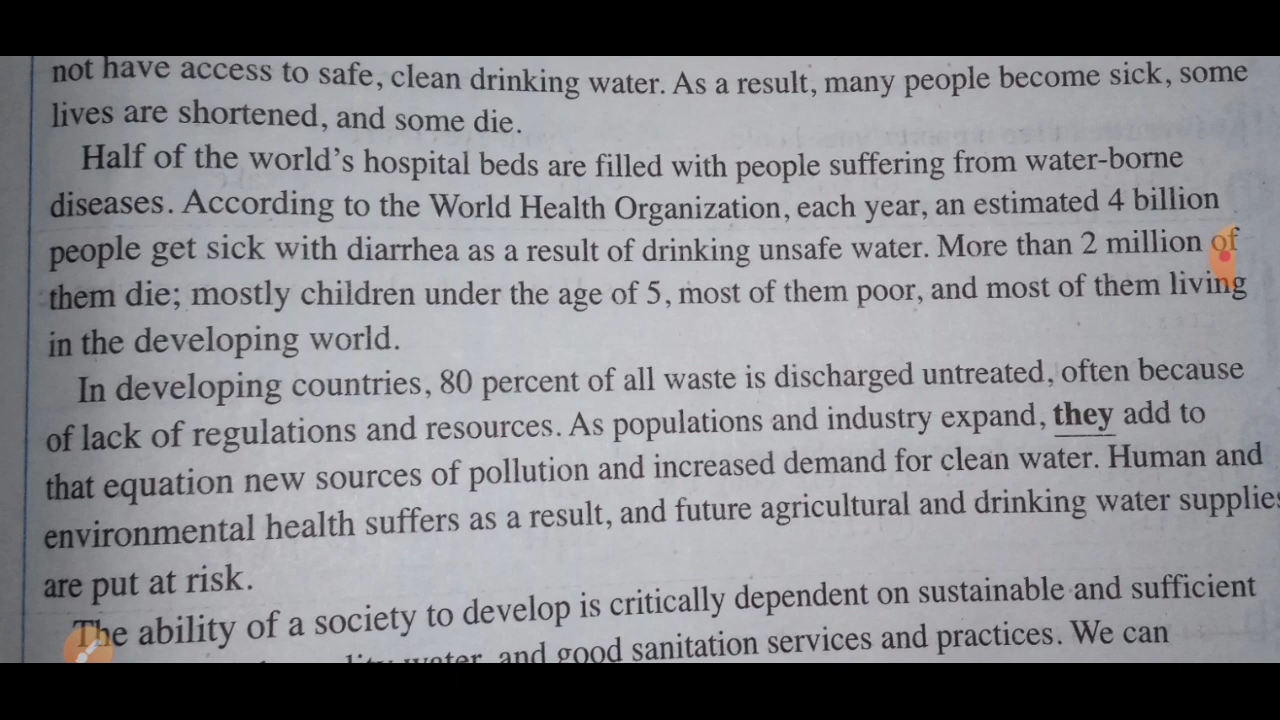 not have access to safe, clean drinking water. As a result, many people become sick, some
lives are shortened, and some die.
Half of the world's hospital beds are filled with people suffering from water-borne
diseases. According to the World Health Organization, each year, an estimated 4 billion
people get sick with diarrhea as a result of drinking unsafe water. More than 2 million of
them die; mostly children under the age of 5, most of them poor, and most of them living
in the developing world.
In developing countries, 80 percent of all waste is discharged untreated, often because
of lack of regulations and resources. As populations and industry expand, they add to
that equation new sources of pollution and increased demand for clean water. Human and
environmental health suffers as a result, and future agricultural and drinking water supplies
are put at risk.
The ability of a society to develop is critically dependent on sustainable and sufficient
water, and good sanitation services and practices. We can